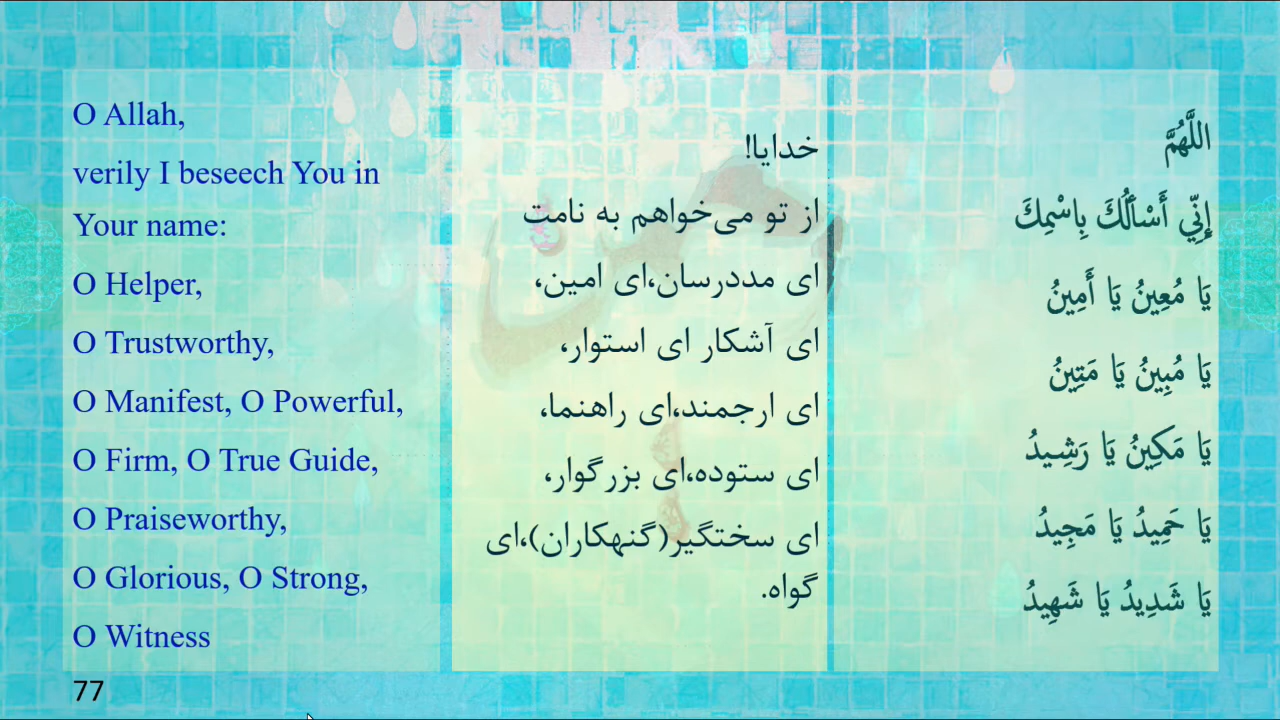 O Allah,
verily I beseech You in
Your name:
O Helper,
O Trustworthy,
O Manifest, O Powerful,
O Firm, O True Guide,
O Praiseworthy,
O Glorious, O Strong,
O Witness
خدایا!
از تو می‌خواهم به نامت
ای مددرسان،ای امین،
ای آشکار ای استوار،
ای ارجمند،ای راهنما،
ای ستوده،ای بزرگوار،
ای سختگیر(گنهکاران)،ای
گواه.
اللَّهُمَّ
إِنِّي أَسْأَلُكَ بِاسْمِكَ
يَا مُعِينُ يَا أَمِينُ
يَا مُبِينُ يَا مَتِينُ
يَا مَكِينُ يَا رَشِيدُ
يَا حَمِيدُ يَا مَجِيدُ
يَا شَدِيدُ يَا شَهِيدُ
77